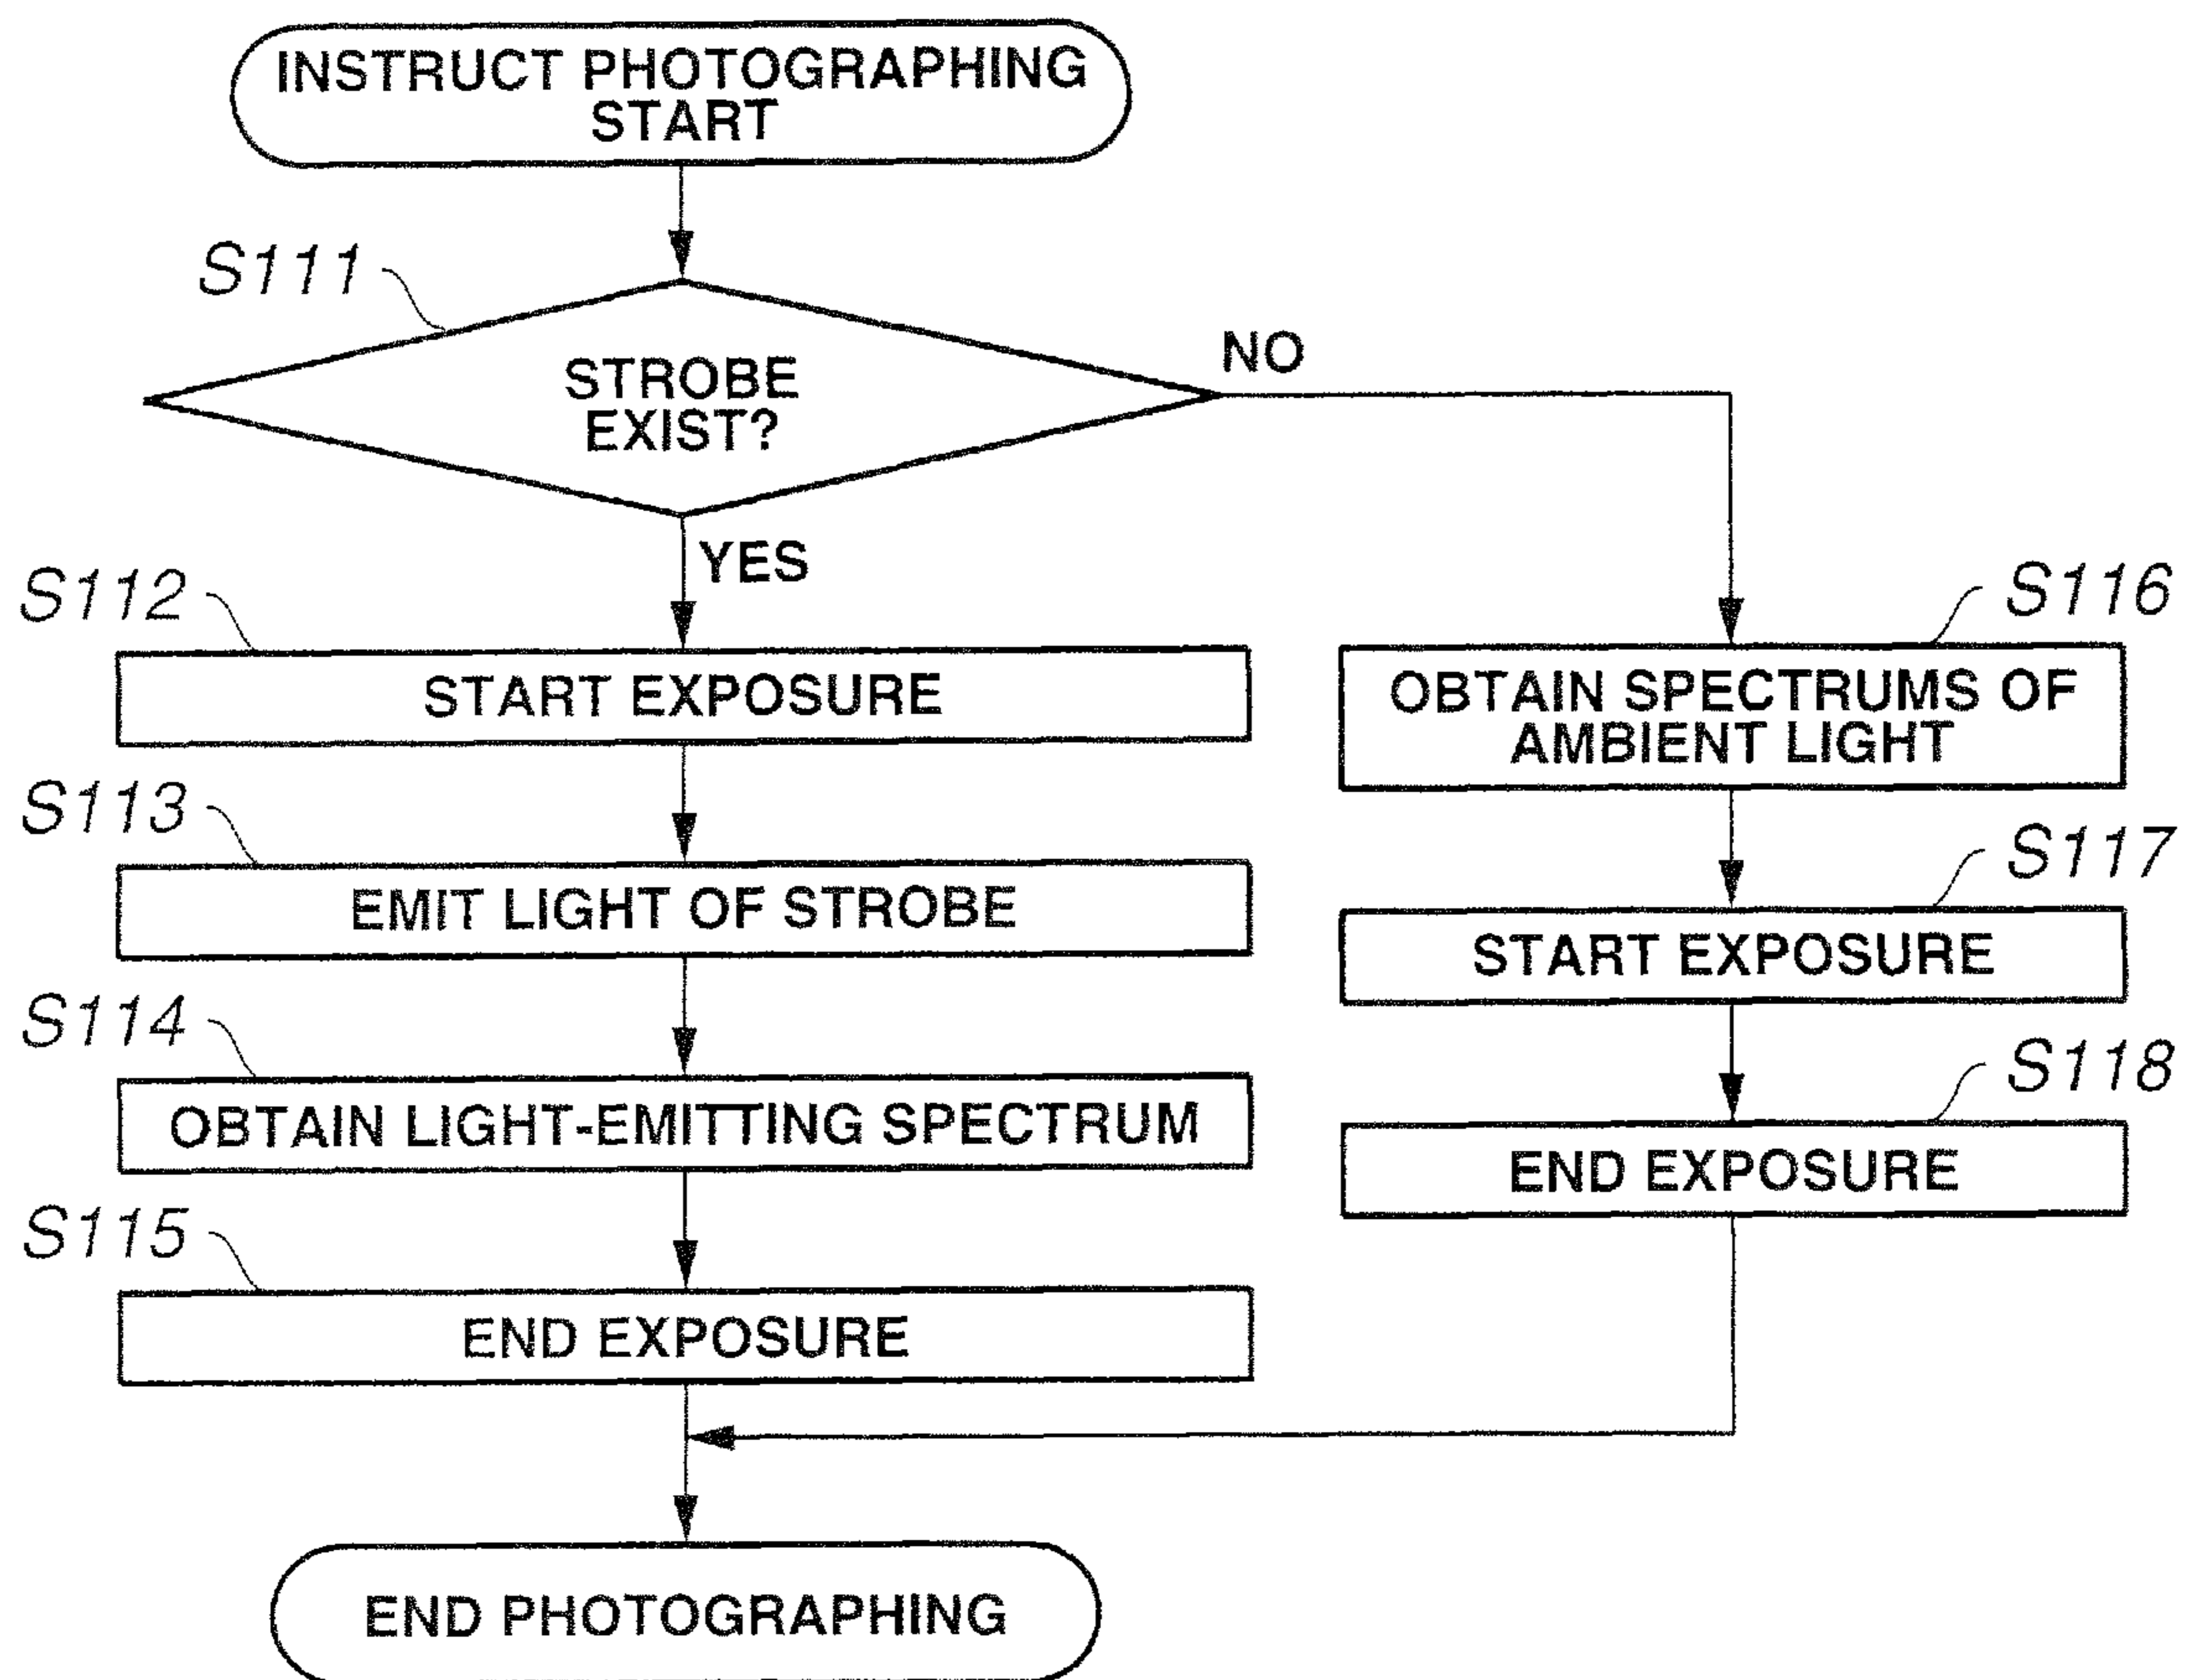 INSTRUCT PHOTOGRAPHING
START
S111
STROBE
EXIST?
NO
YES
S112
START EXPOSURE
S113
EMIT LIGHT OF STROBE
S114
OBTAIN LIGHT-EMITTING SPECTRUM
S115
END EXPOSURE
S116
OBTAIN SPECTRUMS OF
AMBIENT LIGHT
S117
START EXPOSURE
S118
END EXPOSURE
END PHOTOGRAPHING